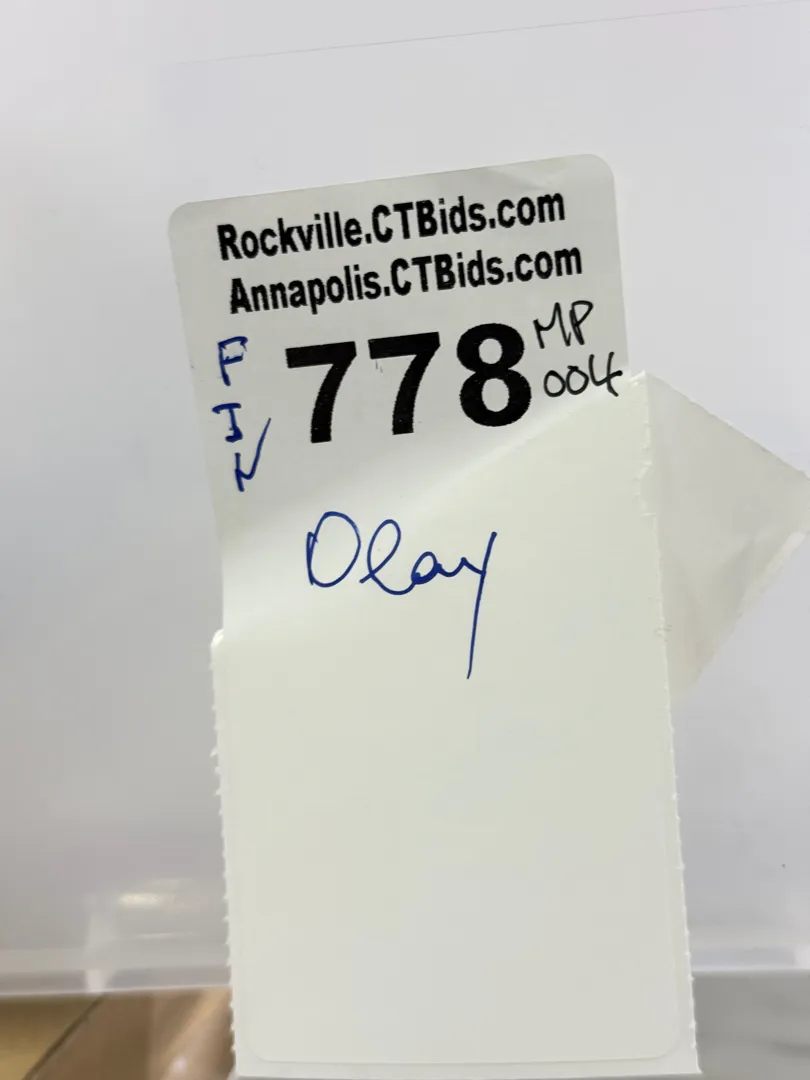 Rockville.CTBids.com
Annapolis.CTBids.com
FIN
778
MP
004
Olay